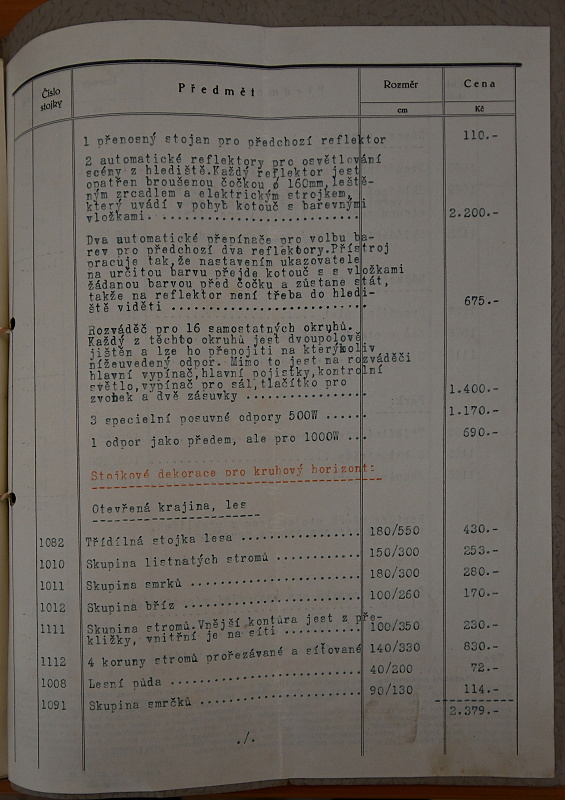 Číslo stojky
Předmět
Rozměr
cm
Cena
Kč
1 přenosný stojan pro předchozí reflektor 110.-
2 automatické reflektory pro osvětlování
scény z hlediště.Každý reflektor jest
opatřen broušenou čočkou ø 160mm,leště-
ným zrcadlem a elektrickým strojkem,
který uvádí v pohyb kotouč s barevnými
vložkami. ......................... 2.200.-
Dva automatické přepínače pro volbu ba-
rev pro předchozí dva reflektory.Přístroj
pracuje tak,že nastavením ukazovatele
na určitou barvu přejde kotouč s s vložkami
žádanou barvou před čočku a zůstane stát,
takže na reflektor není třeba do hledi-
ště viděti ........................ 675.-
Rozváděč pro 16 samostatných okruhů.
Každý z těchto okruhů jest dvoupolově
jištěn a lze ho přepojiti na kterýkoliv
níževuvedený odpor. Mimo to jest na rozváděči
hlavní vypínač,hlavní pojistky,kontrolní
světlo,vypínač pro sál,tlačítko pro
zvonek a dvě zásuvky ............... 1.400.-
3 specielní posuvné odpory 500W ...... 1.170.-
1 odpor jako předem, ale pro 1000W ... 690.-
Stojkové dekorace pro kruhový horizont:
Otevřená krajina, les
1082 Třídílná stojka lesa ............... 180/550 430.-
1010 Skupina listnatých stromů ........... 150/300 253.-
1011 Skupina smrků ..................... 180/300 280.-
1012 Skupina bříz ...................... 100/260 170.-
1111 Skupina stromů.Vnější kontura jest z pře-
kližky, vnitřní je na síti ......... 100/350 230.-
1112 4 koruny stromů prořezávané a síťované 140/330 830.-
1008 Lesní půda ........................ 40/200 72.-
1091 Skupina smrčků .................... 90/130 114.-
2.379.-
./.